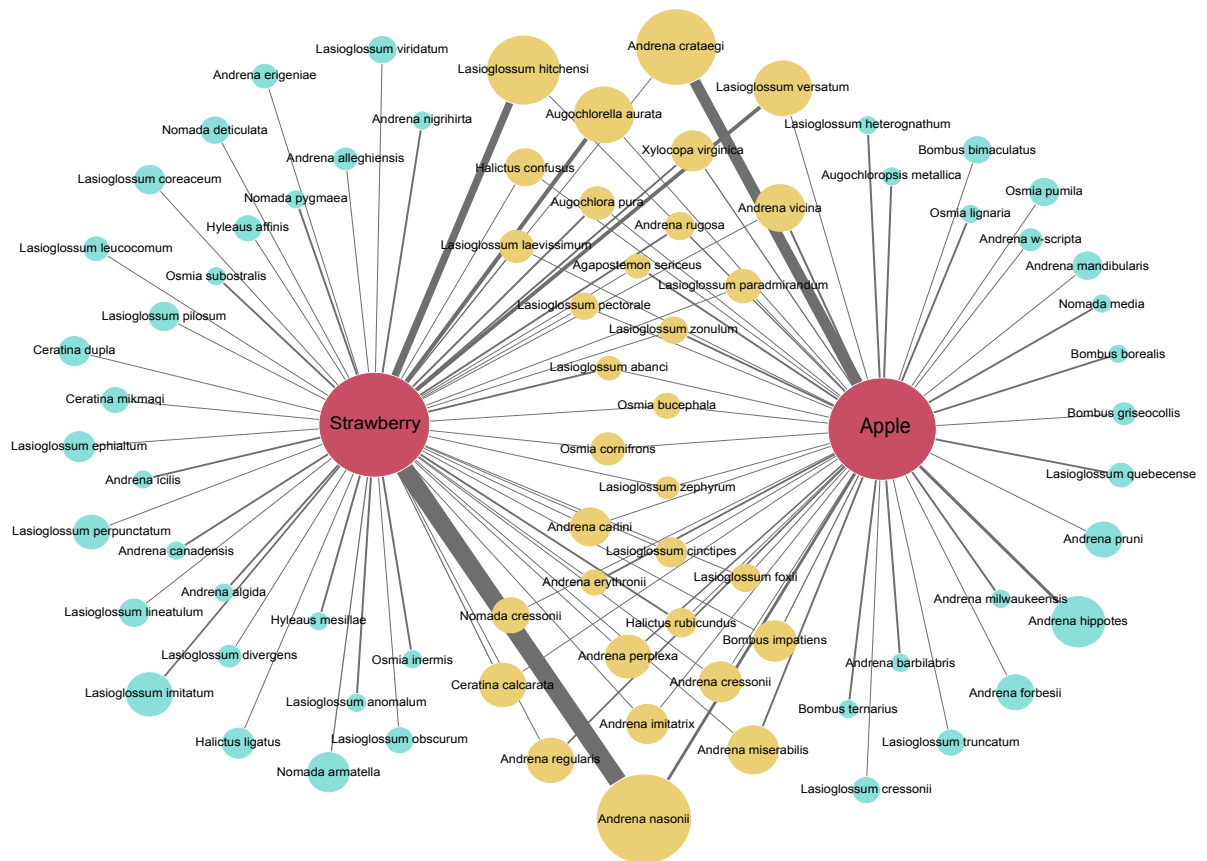 Andrena crataegi
Lasioglossum viridatum
Lasioglossum hitchensi
Andrena erigeniae
Lasioglossum versatum
Augochlorella aurata
Andrena nigrihirta
Lasioglossum heterognathum
Nomada deticulata
Xylocopa virginica
Bombus bimaculatus
Andrena alleghiensis
Halictus confusus
Augochloropsis metallica
Lasioglossum coreaceum
Osmia pumila
Nomada pygmaea
Augochlora pura
Andrena vicina
Osmia lignaria
Hyleaus affinis
Andrena rugosa
Andrena w-scripta
Lasioglossum leucocomum
Lasioglossum laevissimum
Agapostemon sericeus
Andrena mandibularis
Osmia subostralis
Lasioglossum paradmirandum
Lasioglossum pectorale
Nomada media
Lasioglossum pilosum
Lasioglossum zonulum
Ceratina dupla
Bombus borealis
Lasioglossum abanci
Ceratina mikmaqi
Osmia bucephala
Bombus griseocollis
Strawberry
Apple
Lasioglossum ephialtum
Osmia cornifrons
Lasioglossum quebecense
Andrena icilis
Lasioglossum zephyrum
Lasioglossum perpunctatum
Andrena carlini
Andrena pruni
Andrena canadensis
Lasioglossum cinctipes
Lasioglossum foxii
Andrena erythronii
Andrena algida
Andrena milwaukeensis
Lasioglossum lineatulum
Nomada cressonii
Hyleaus mesillae
Halictus rubicundus
Andrena hippotes
Bombus impatiens
Lasioglossum divergens
Osmia inermis
Andrena perplexa
Andrena barbilabris
Lasioglossum imitatum
Ceratina calcarata
Andrena cressonii
Andrena forbesii
Lasioglossum anomalum
Bombus ternarius
Andrena imitatrix
Halictus ligatus
Lasioglossum obscurum
Lasioglossum truncatum
Andrena regularis
Andrena miserabilis
Nomada armatella
Lasioglossum cressonii
Andrena nasonii